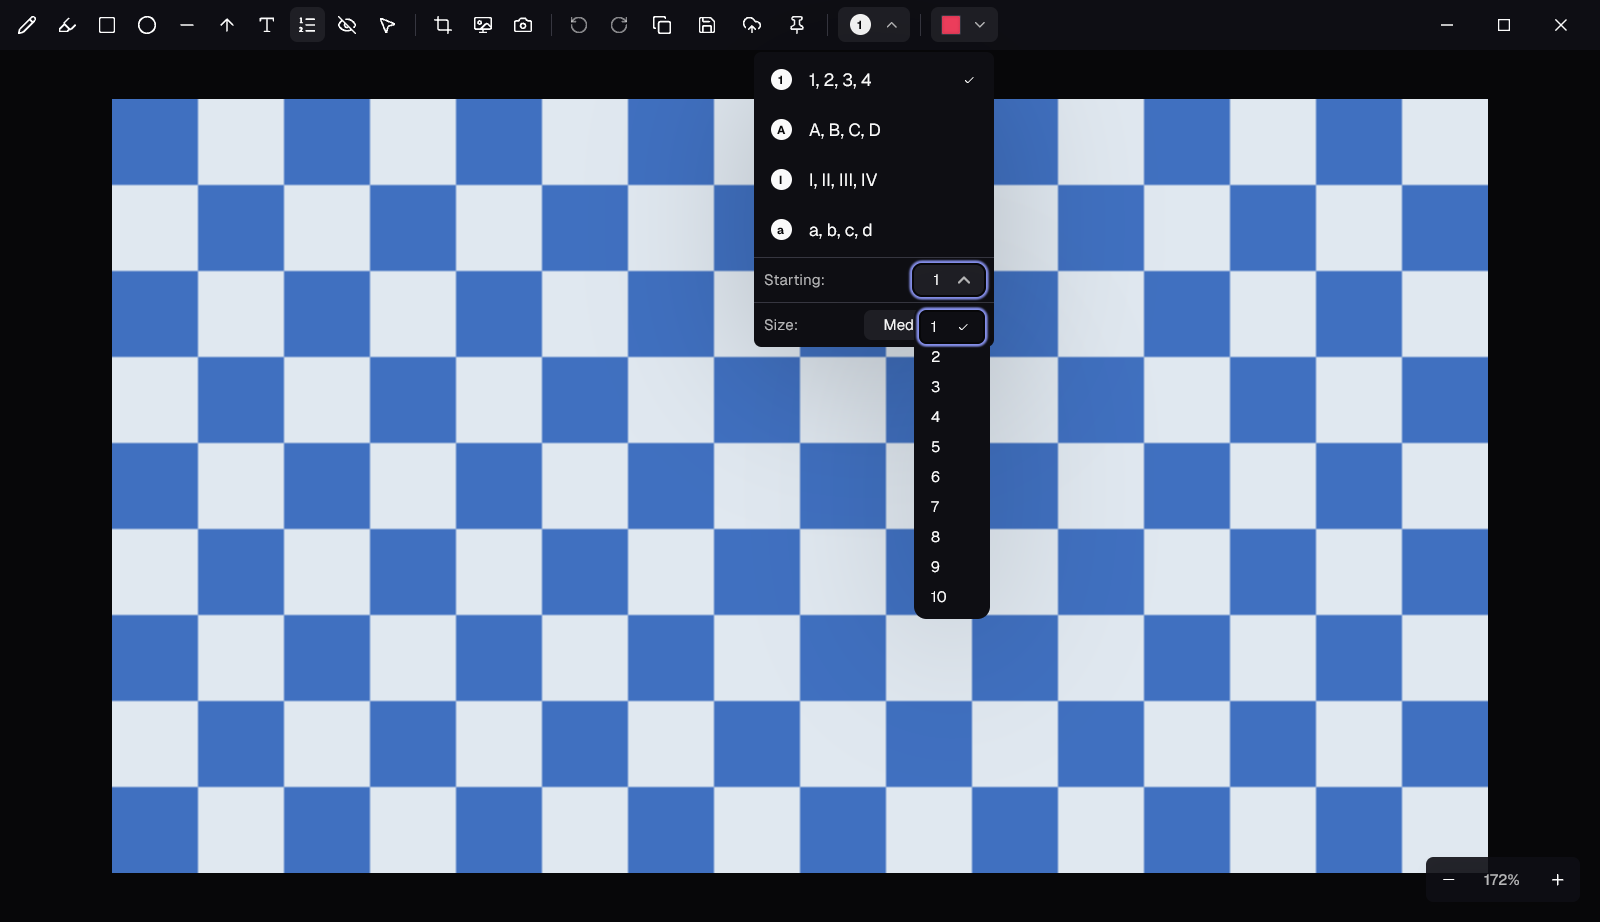 1
1 1, 2, 3, 4
A A, B, C, D
I I, II, III, IV
a a, b, c, d
Starting: 1
Size: Med
1
2
3
4
5
6
7
8
9
10
172%